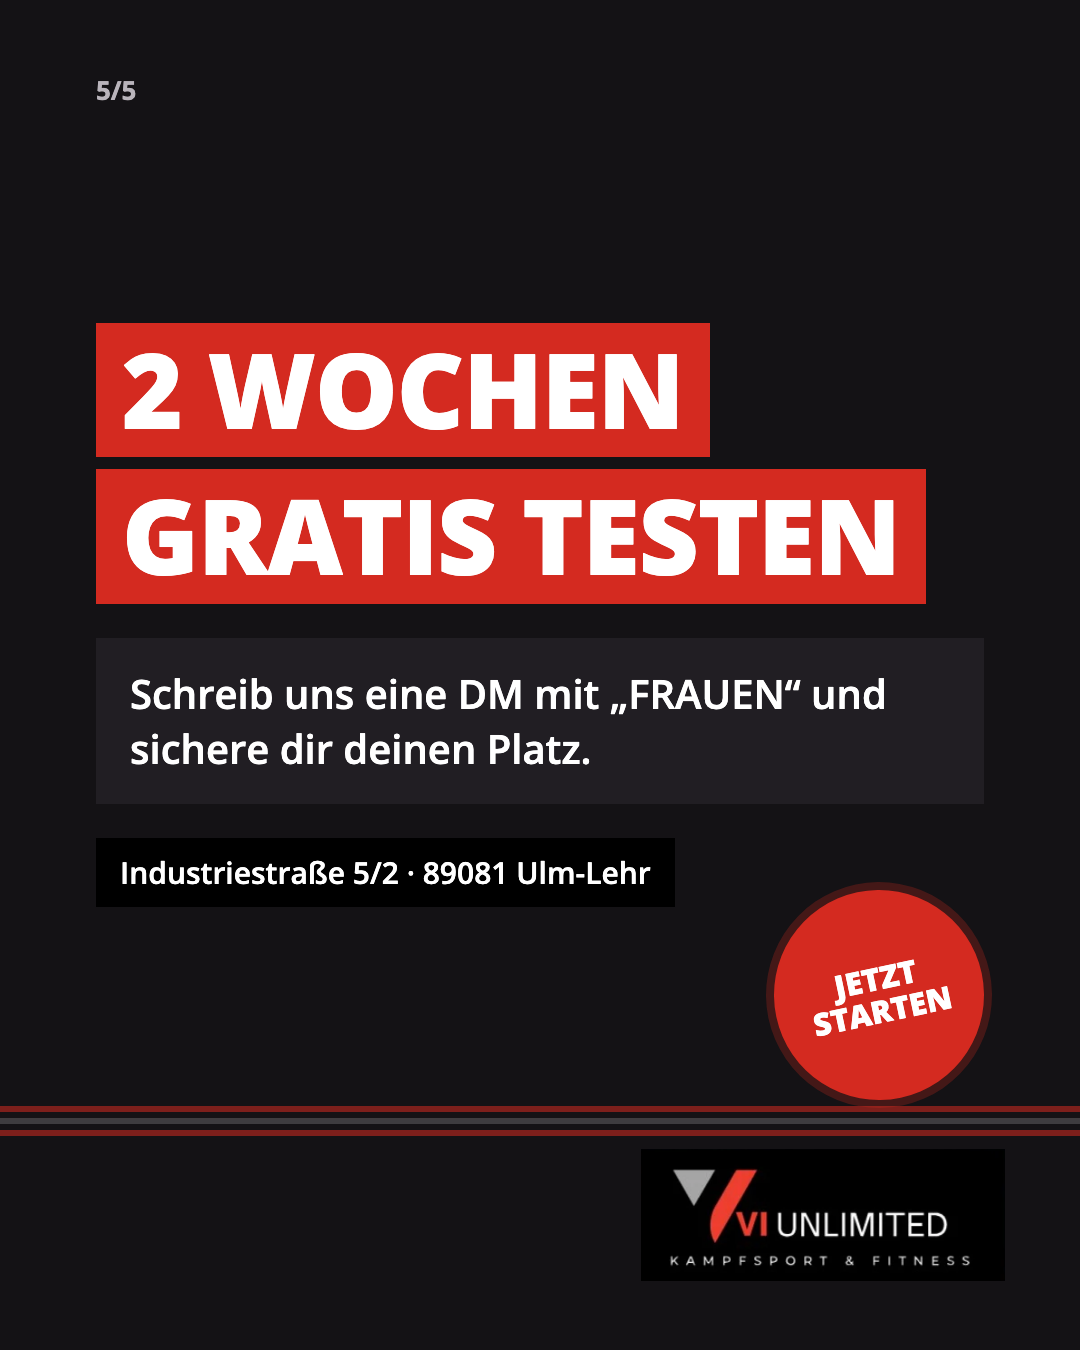 5/5
2 WOCHEN
GRATIS TESTEN
Schreib uns eine DM mit „FRAUEN“ und
sichere dir deinen Platz.
Industriestraße 5/2 · 89081 Ulm-Lehr
JETZT
STARTEN
VI UNLIMITED
KAMPFSPORT & FITNESS